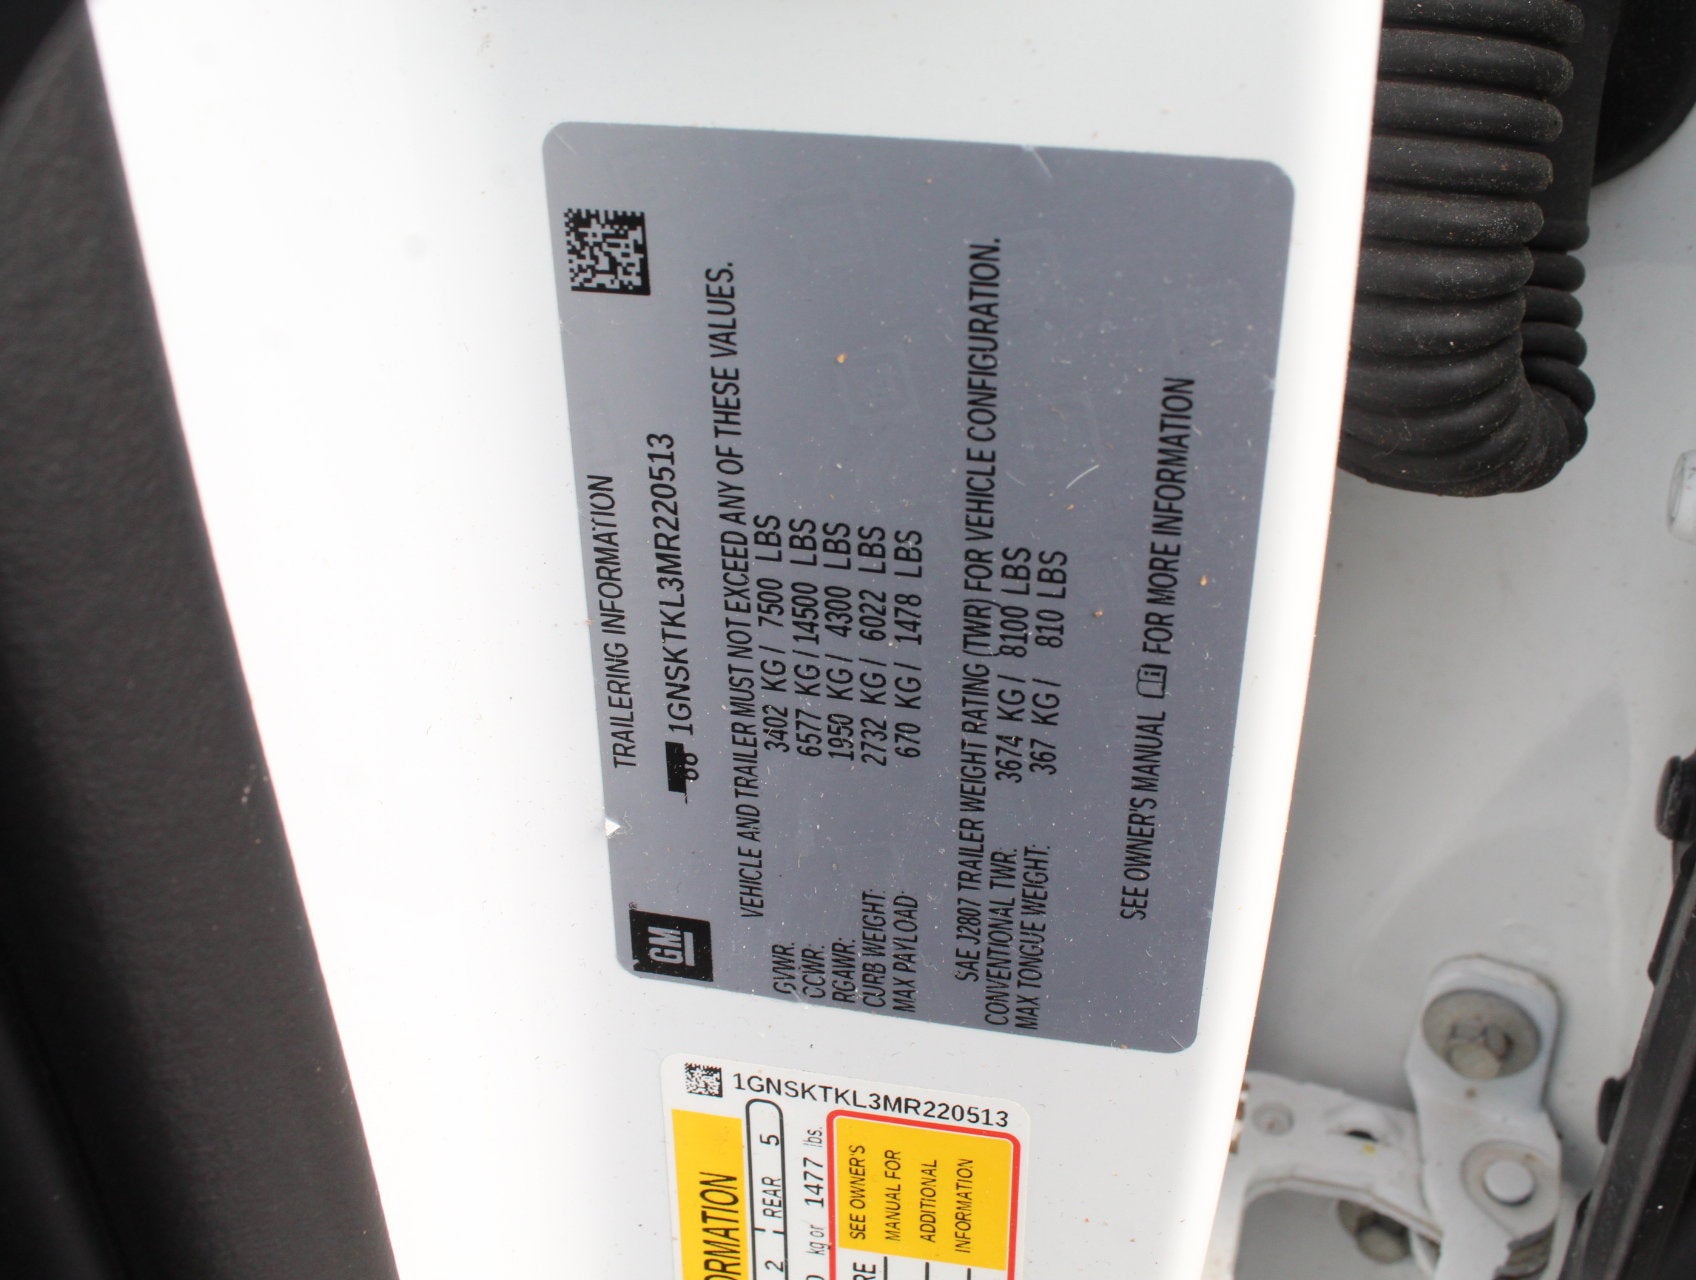 GM
TRAILERING INFORMATION
1GNSKTKL3MR220513
VEHICLE AND TRAILER MUST NOT EXCEED ANY OF THESE VALUES.
GVWR: 3402 KG / 7500 LBS
GCWR: 6577 KG / 14500 LBS
RGAWR: 1950 KG / 4300 LBS
CURB WEIGHT: 2732 KG / 6022 LBS
MAX PAYLOAD: 670 KG / 1478 LBS
SAE J2807 TRAILER WEIGHT RATING (TWR) FOR VEHICLE CONFIGURATION.
CONVENTIONAL TWR: 3674 KG / 8100 LBS
MAX TONGUE WEIGHT: 367 KG / 810 LBS
SEE OWNER'S MANUAL FOR MORE INFORMATION
1GNSKTKL3MR220513
2 REAR 5
kg or 1477 lbs.
SEE OWNER'S
MANUAL FOR
ADDITIONAL
INFORMATION